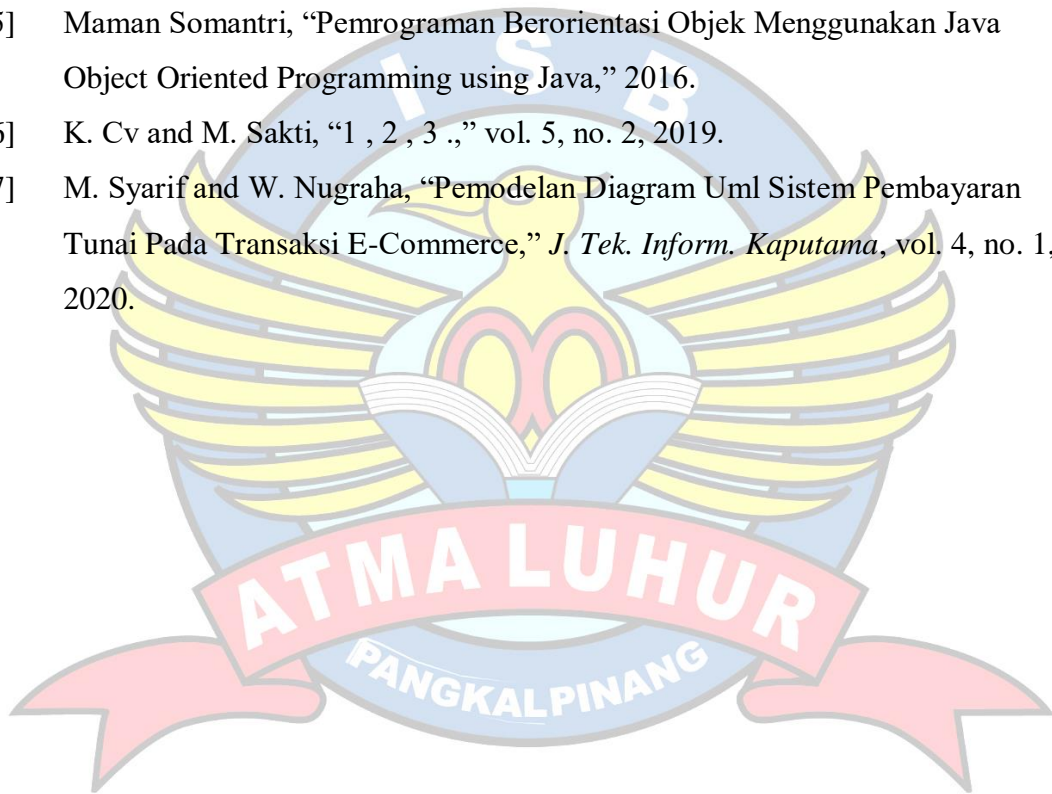 5] Maman Somantri, “Pemrograman Berorientasi Objek Menggunakan Java
Object Oriented Programming using Java,” 2016.
6] K. Cv and M. Sakti, “1 , 2 , 3 .,” vol. 5, no. 2, 2019.
7] M. Syarif and W. Nugraha, “Pemodelan Diagram Uml Sistem Pembayaran
Tunai Pada Transaksi E-Commerce,” J. Tek. Inform. Kaputama, vol. 4, no. 1,
2020.
I S B
ATMA LUHUR
PANGKALPINANG